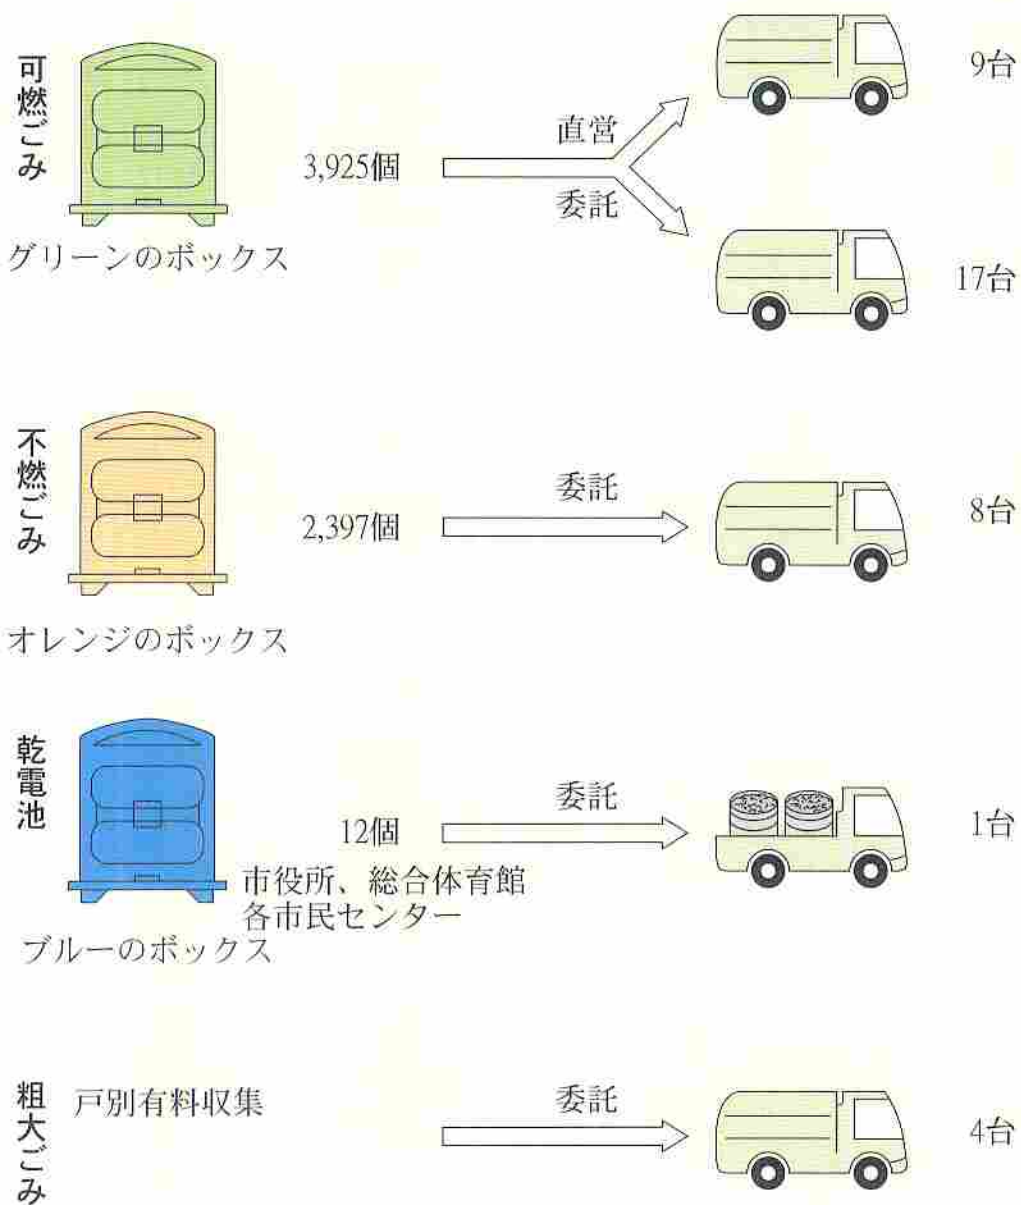 可燃ごみ
グリーンのボックス
3,925個
直営
委託
9台
17台
不燃ごみ
オレンジのボックス
2,397個
委託
8台
乾電池
ブルーのボックス
12個
市役所、総合体育館
各市民センター
委託
1台
粗大ごみ
戸別有料収集
委託
4台